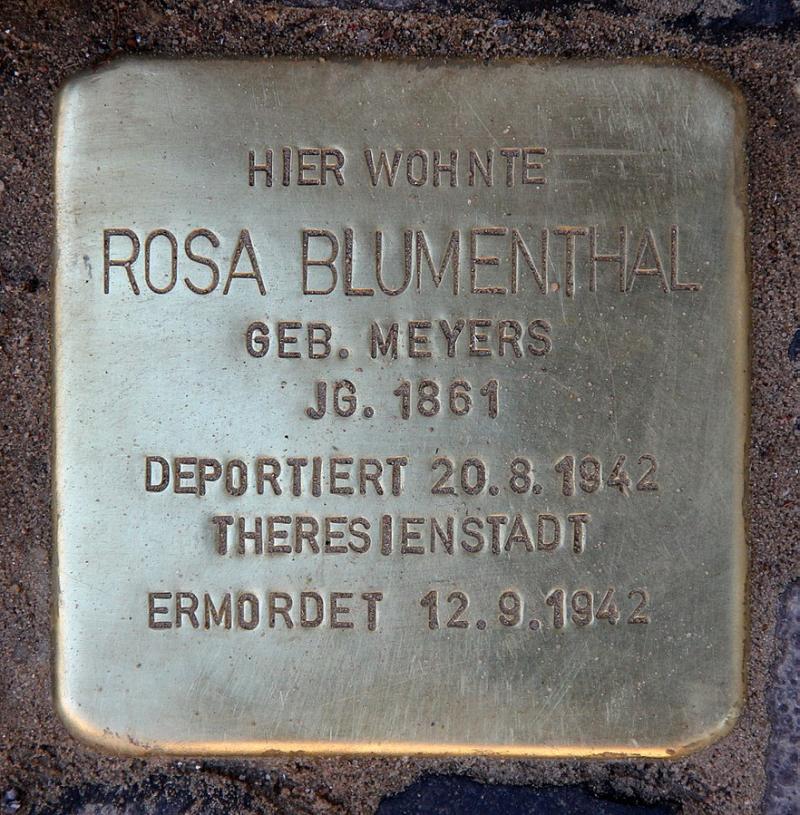 HIER WOHNTE
ROSA BLUMENTHAL
GEB. MEYERS
JG. 1861
DEPORTIERT 20.8.1942
THERESIENSTADT
ERMORDET 12.9.1942